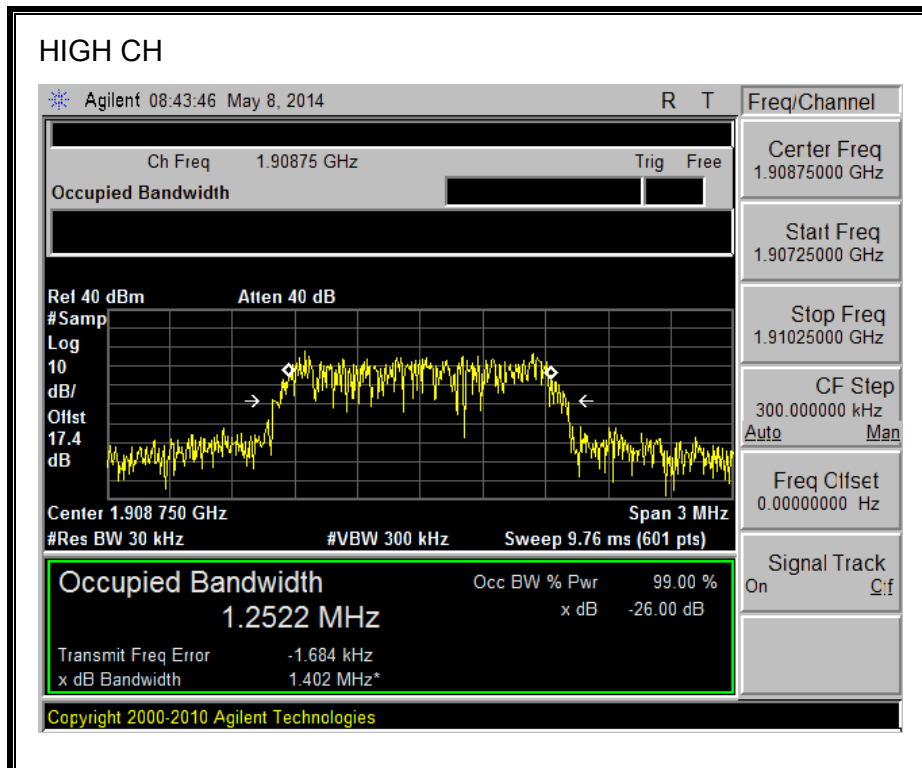 HIGH CH
Agilent 08:43:46 May 8, 2014 R T
Freq/Channel
Ch Freq 1.90875 GHz Trig Free
Occupied Bandwidth
Center Freq
1.90875000 GHz
Start Freq
1.90725000 GHz
Stop Freq
1.91025000 GHz
CF Step
300.000000 kHz
Auto Man
Freq Offset
0.00000000 Hz
Signal Track
On Off
Ref 40 dBm Atten 40 dB
#Samp
Log
10
dB/
Offst
17.4
dB
Center 1.908 750 GHz Span 3 MHz
#Res BW 30 kHz #VBW 300 kHz Sweep 9.76 ms (601 pts)
Occupied Bandwidth
1.2522 MHz
Occ BW % Pwr 99.00 %
x dB -26.00 dB
Transmit Freq Error -1.684 kHz
x dB Bandwidth 1.402 MHz*
Copyright 2000-2010 Agilent Technologies